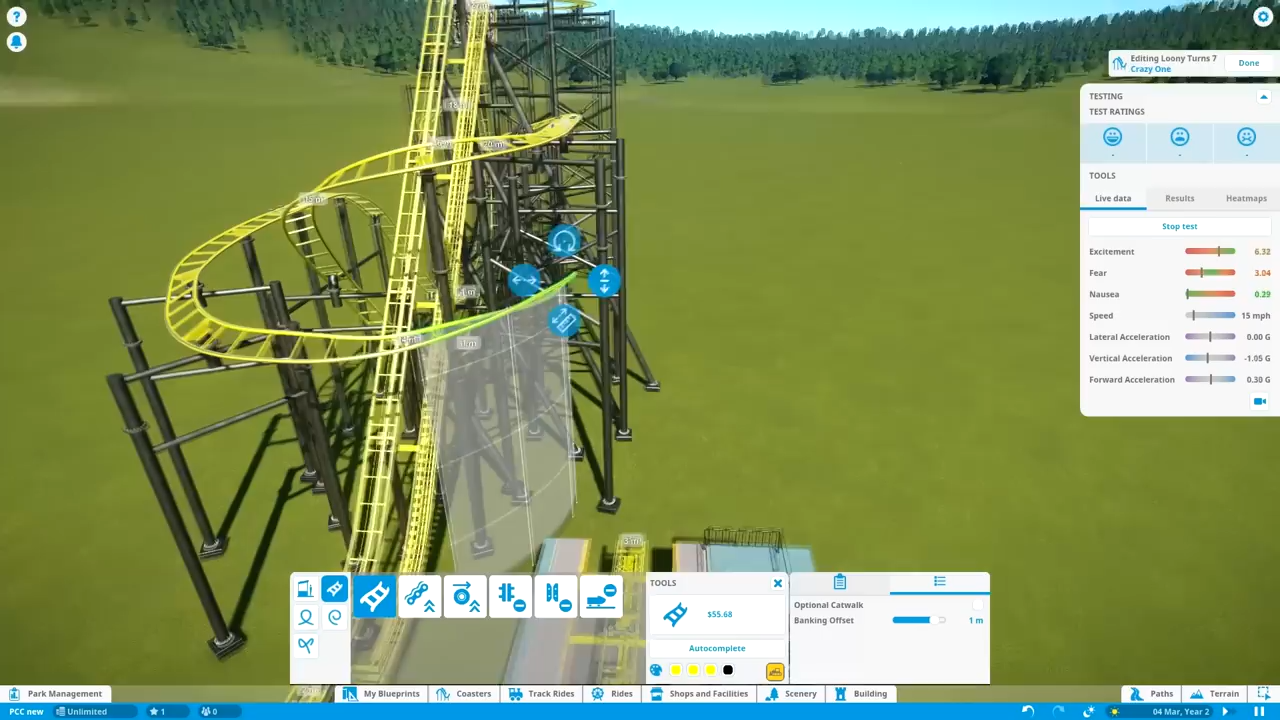 ?
Editing Loony Turns 7
Crazy One
Done
TESTING
TEST RATINGS
- - -
TOOLS
Live data Results Heatmaps
Stop test
Excitement 6.32
Fear 3.04
Nausea 0.29
Speed 15 mph
Lateral Acceleration 0.00 G
Vertical Acceleration -1.05 G
Forward Acceleration 0.30 G
3 m
TOOLS
$55.68
Autocomplete
Optional Catwalk
Banking Offset 1 m
Park Management My Blueprints Coasters Track Rides Rides Shops and Facilities Scenery Building Paths Terrain
PCC new Unlimited 1 0 04 Mar, Year 2